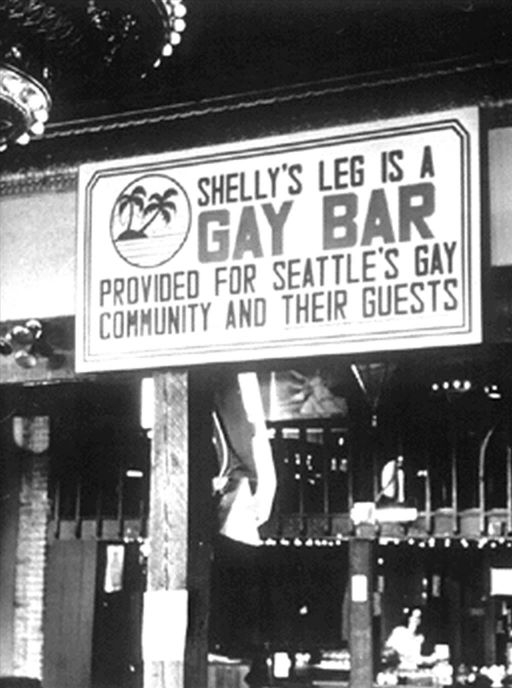 SHELLY'S LEG IS A
GAY BAR
PROVIDED FOR SEATTLE'S GAY
COMMUNITY AND THEIR GUESTS